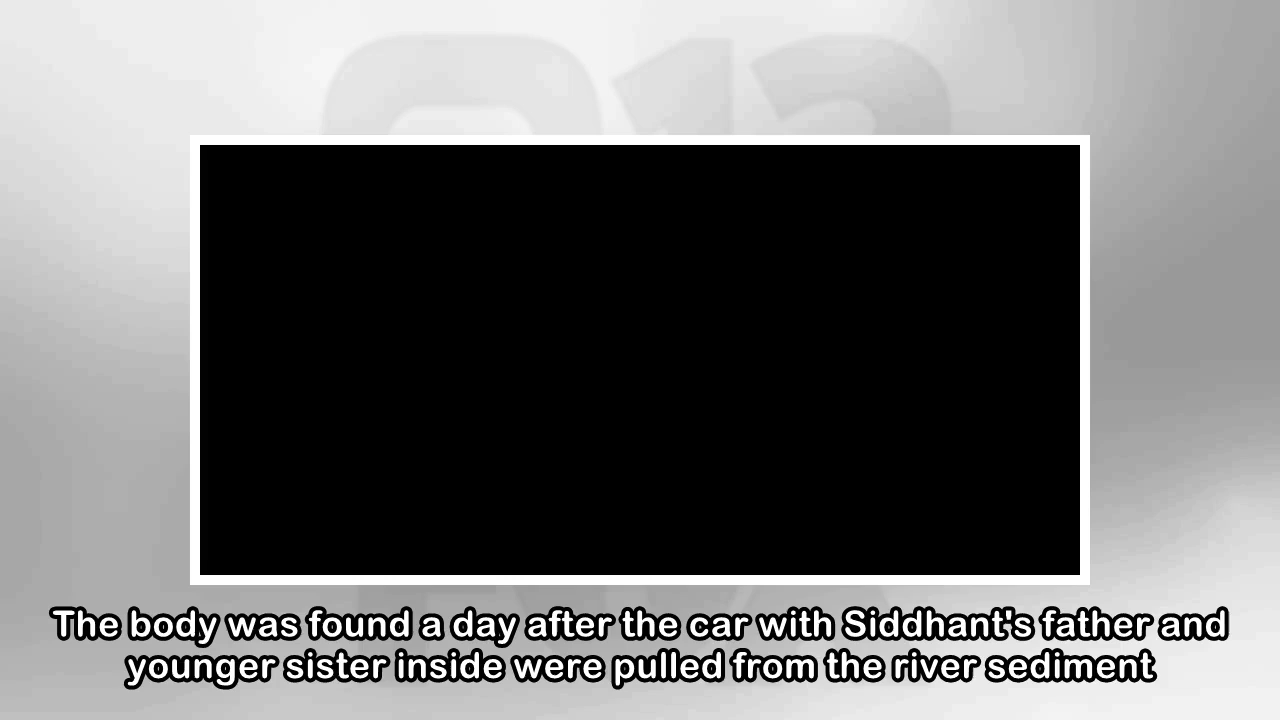 The body was found a day after the car with Siddhant's father and
younger sister inside were pulled from the river sediment